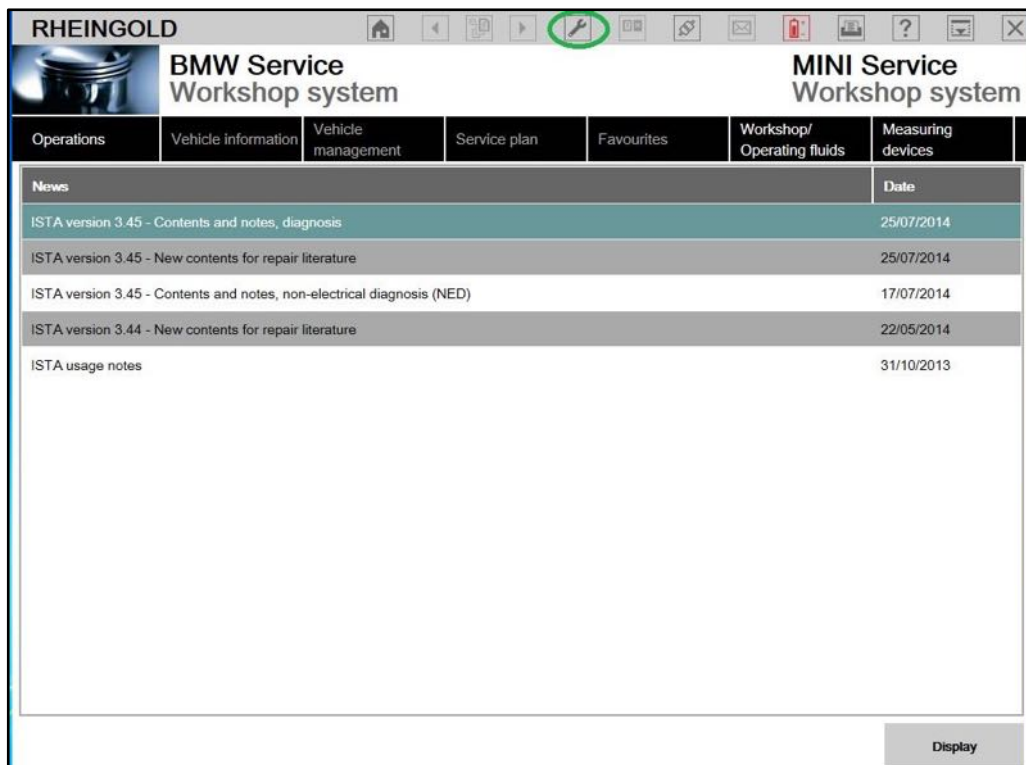 RHEINGOLD
BMW Service
Workshop system
MINI Service
Workshop system
Operations
Vehicle information
Vehicle
management
Service plan
Favourites
Workshop/
Operating fluids
Measuring
devices
News Date
ISTA version 3.45 - Contents and notes, diagnosis 25/07/2014
ISTA version 3.45 - New contents for repair literature 25/07/2014
ISTA version 3.45 - Contents and notes, non-electrical diagnosis (NED) 17/07/2014
ISTA version 3.44 - New contents for repair literature 22/05/2014
ISTA usage notes 31/10/2013
Display